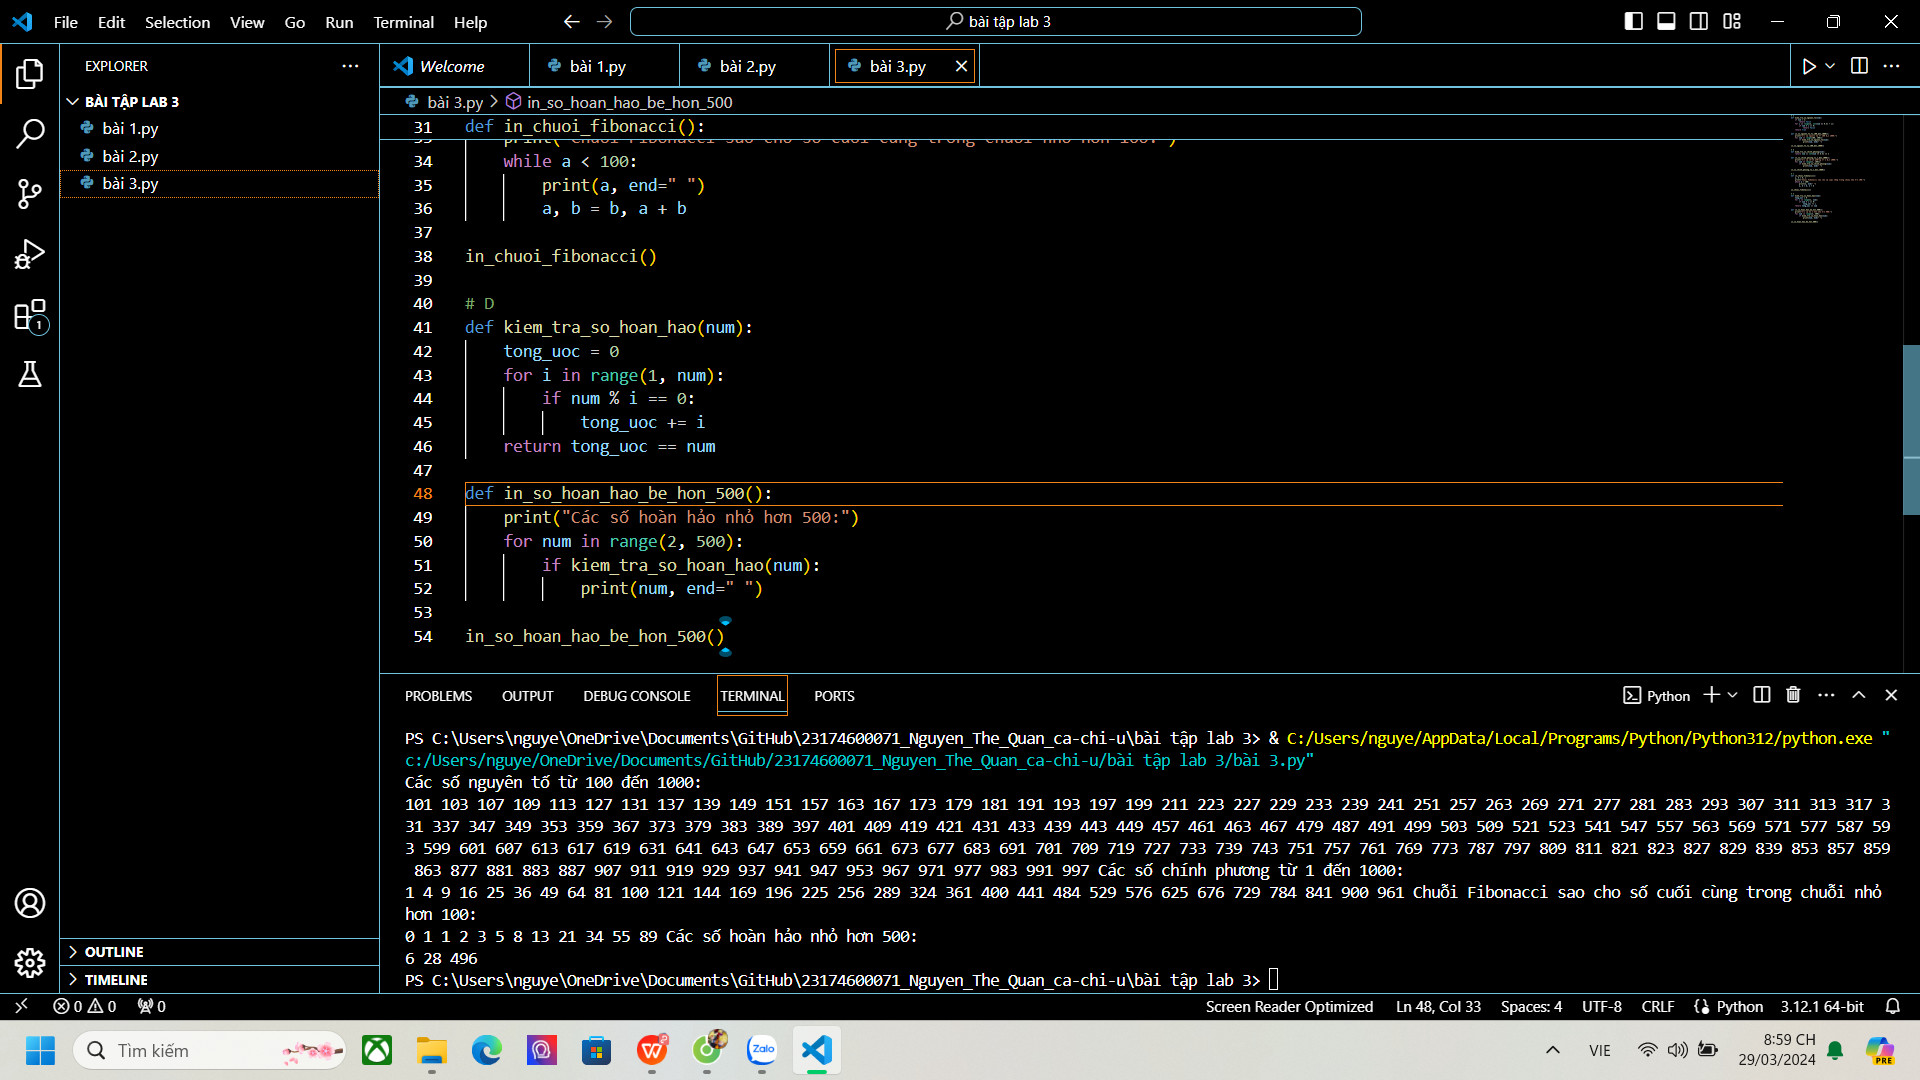 File Edit Selection View Go Run Terminal Help
bài tập lab 3
EXPLORER
BÀI TẬP LAB 3
bài 1.py
bài 2.py
bài 3.py
OUTLINE
TIMELINE
Welcome bài 1.py bài 2.py bài 3.py
bài 3.py > in_so_hoan_hao_be_hon_500
31 def in_chuoi_fibonacci():
34 while a < 100:
35 print(a, end=" ")
36 a, b = b, a + b
37
38 in_chuoi_fibonacci()
39
40 # D
41 def kiem_tra_so_hoan_hao(num):
42 tong_uoc = 0
43 for i in range(1, num):
44 if num % i == 0:
45 tong_uoc += i
46 return tong_uoc == num
47
48 def in_so_hoan_hao_be_hon_500():
49 print("Các số hoàn hảo nhỏ hơn 500:")
50 for num in range(2, 500):
51 if kiem_tra_so_hoan_hao(num):
52 print(num, end=" ")
53
54 in_so_hoan_hao_be_hon_500()
PROBLEMS OUTPUT DEBUG CONSOLE TERMINAL PORTS
Python
PS C:\Users\nguye\OneDrive\Documents\GitHub\23174600071_Nguyen_The_Quan_ca-chi-u\bài tập lab 3> & C:/Users/nguye/AppData/Local/Programs/Python/Python312/python.exe "
c:/Users/nguye/OneDrive/Documents/GitHub/23174600071_Nguyen_The_Quan_ca-chi-u/bài tập lab 3/bài 3.py"
Các số nguyên tố từ 100 đến 1000:
101 103 107 109 113 127 131 137 139 149 151 157 163 167 173 179 181 191 193 197 199 211 223 227 229 233 239 241 251 257 263 269 271 277 281 283 293 307 311 313 317 3
31 337 347 349 353 359 367 373 379 383 389 397 401 409 419 421 431 433 439 443 449 457 461 463 467 479 487 491 499 503 509 521 523 541 547 557 563 569 571 577 587 59
3 599 601 607 613 617 619 631 641 643 647 653 659 661 673 677 683 691 701 709 719 727 733 739 743 751 757 761 769 773 787 797 809 811 821 823 827 829 839 853 857 859
863 877 881 883 887 907 911 919 929 937 941 947 953 967 971 977 983 991 997 Các số chính phương từ 1 đến 1000:
1 4 9 16 25 36 49 64 81 100 121 144 169 196 225 256 289 324 361 400 441 484 529 576 625 676 729 784 841 900 961 Chuỗi Fibonacci sao cho số cuối cùng trong chuỗi nhỏ
hơn 100:
0 1 1 2 3 5 8 13 21 34 55 89 Các số hoàn hảo nhỏ hơn 500:
6 28 496
PS C:\Users\nguye\OneDrive\Documents\GitHub\23174600071_Nguyen_The_Quan_ca-chi-u\bài tập lab 3>
0 0 0
Screen Reader Optimized Ln 48, Col 33 Spaces: 4 UTF-8 CRLF Python 3.12.1 64-bit
Tìm kiếm
Zalo
VIE
8:59 CH
29/03/2024
PRE